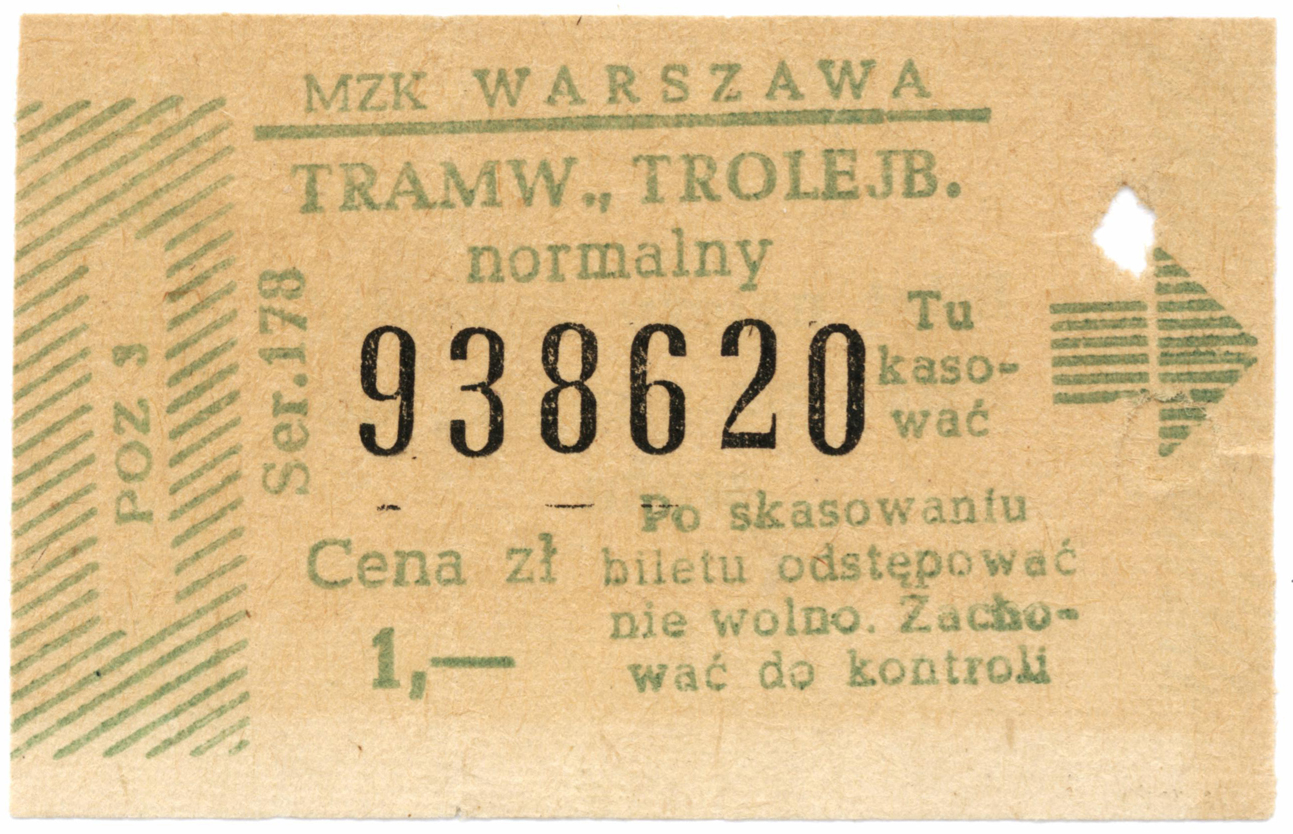 MZK WARSZAWA
TRAMW., TROLEJB.
normalny
POZ 3
Ser.178
938620
Tu
kaso-
wać
Cena zł
1,—
Po skasowaniu
biletu odstępować
nie wolno. Zacho-
wać do kontroli